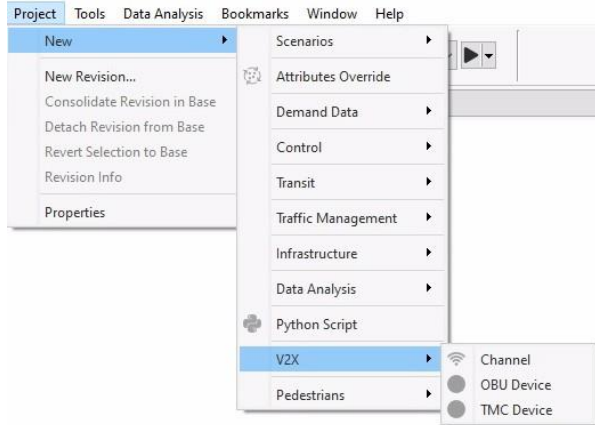 Project Tools Data Analysis Bookmarks Window Help
New
New Revision...
Consolidate Revision in Base
Detach Revision from Base
Revert Selection to Base
Revision Info
Properties
Scenarios
Attributes Override
Demand Data
Control
Transit
Traffic Management
Infrastructure
Data Analysis
Python Script
V2X
Pedestrians
Channel
OBU Device
TMC Device